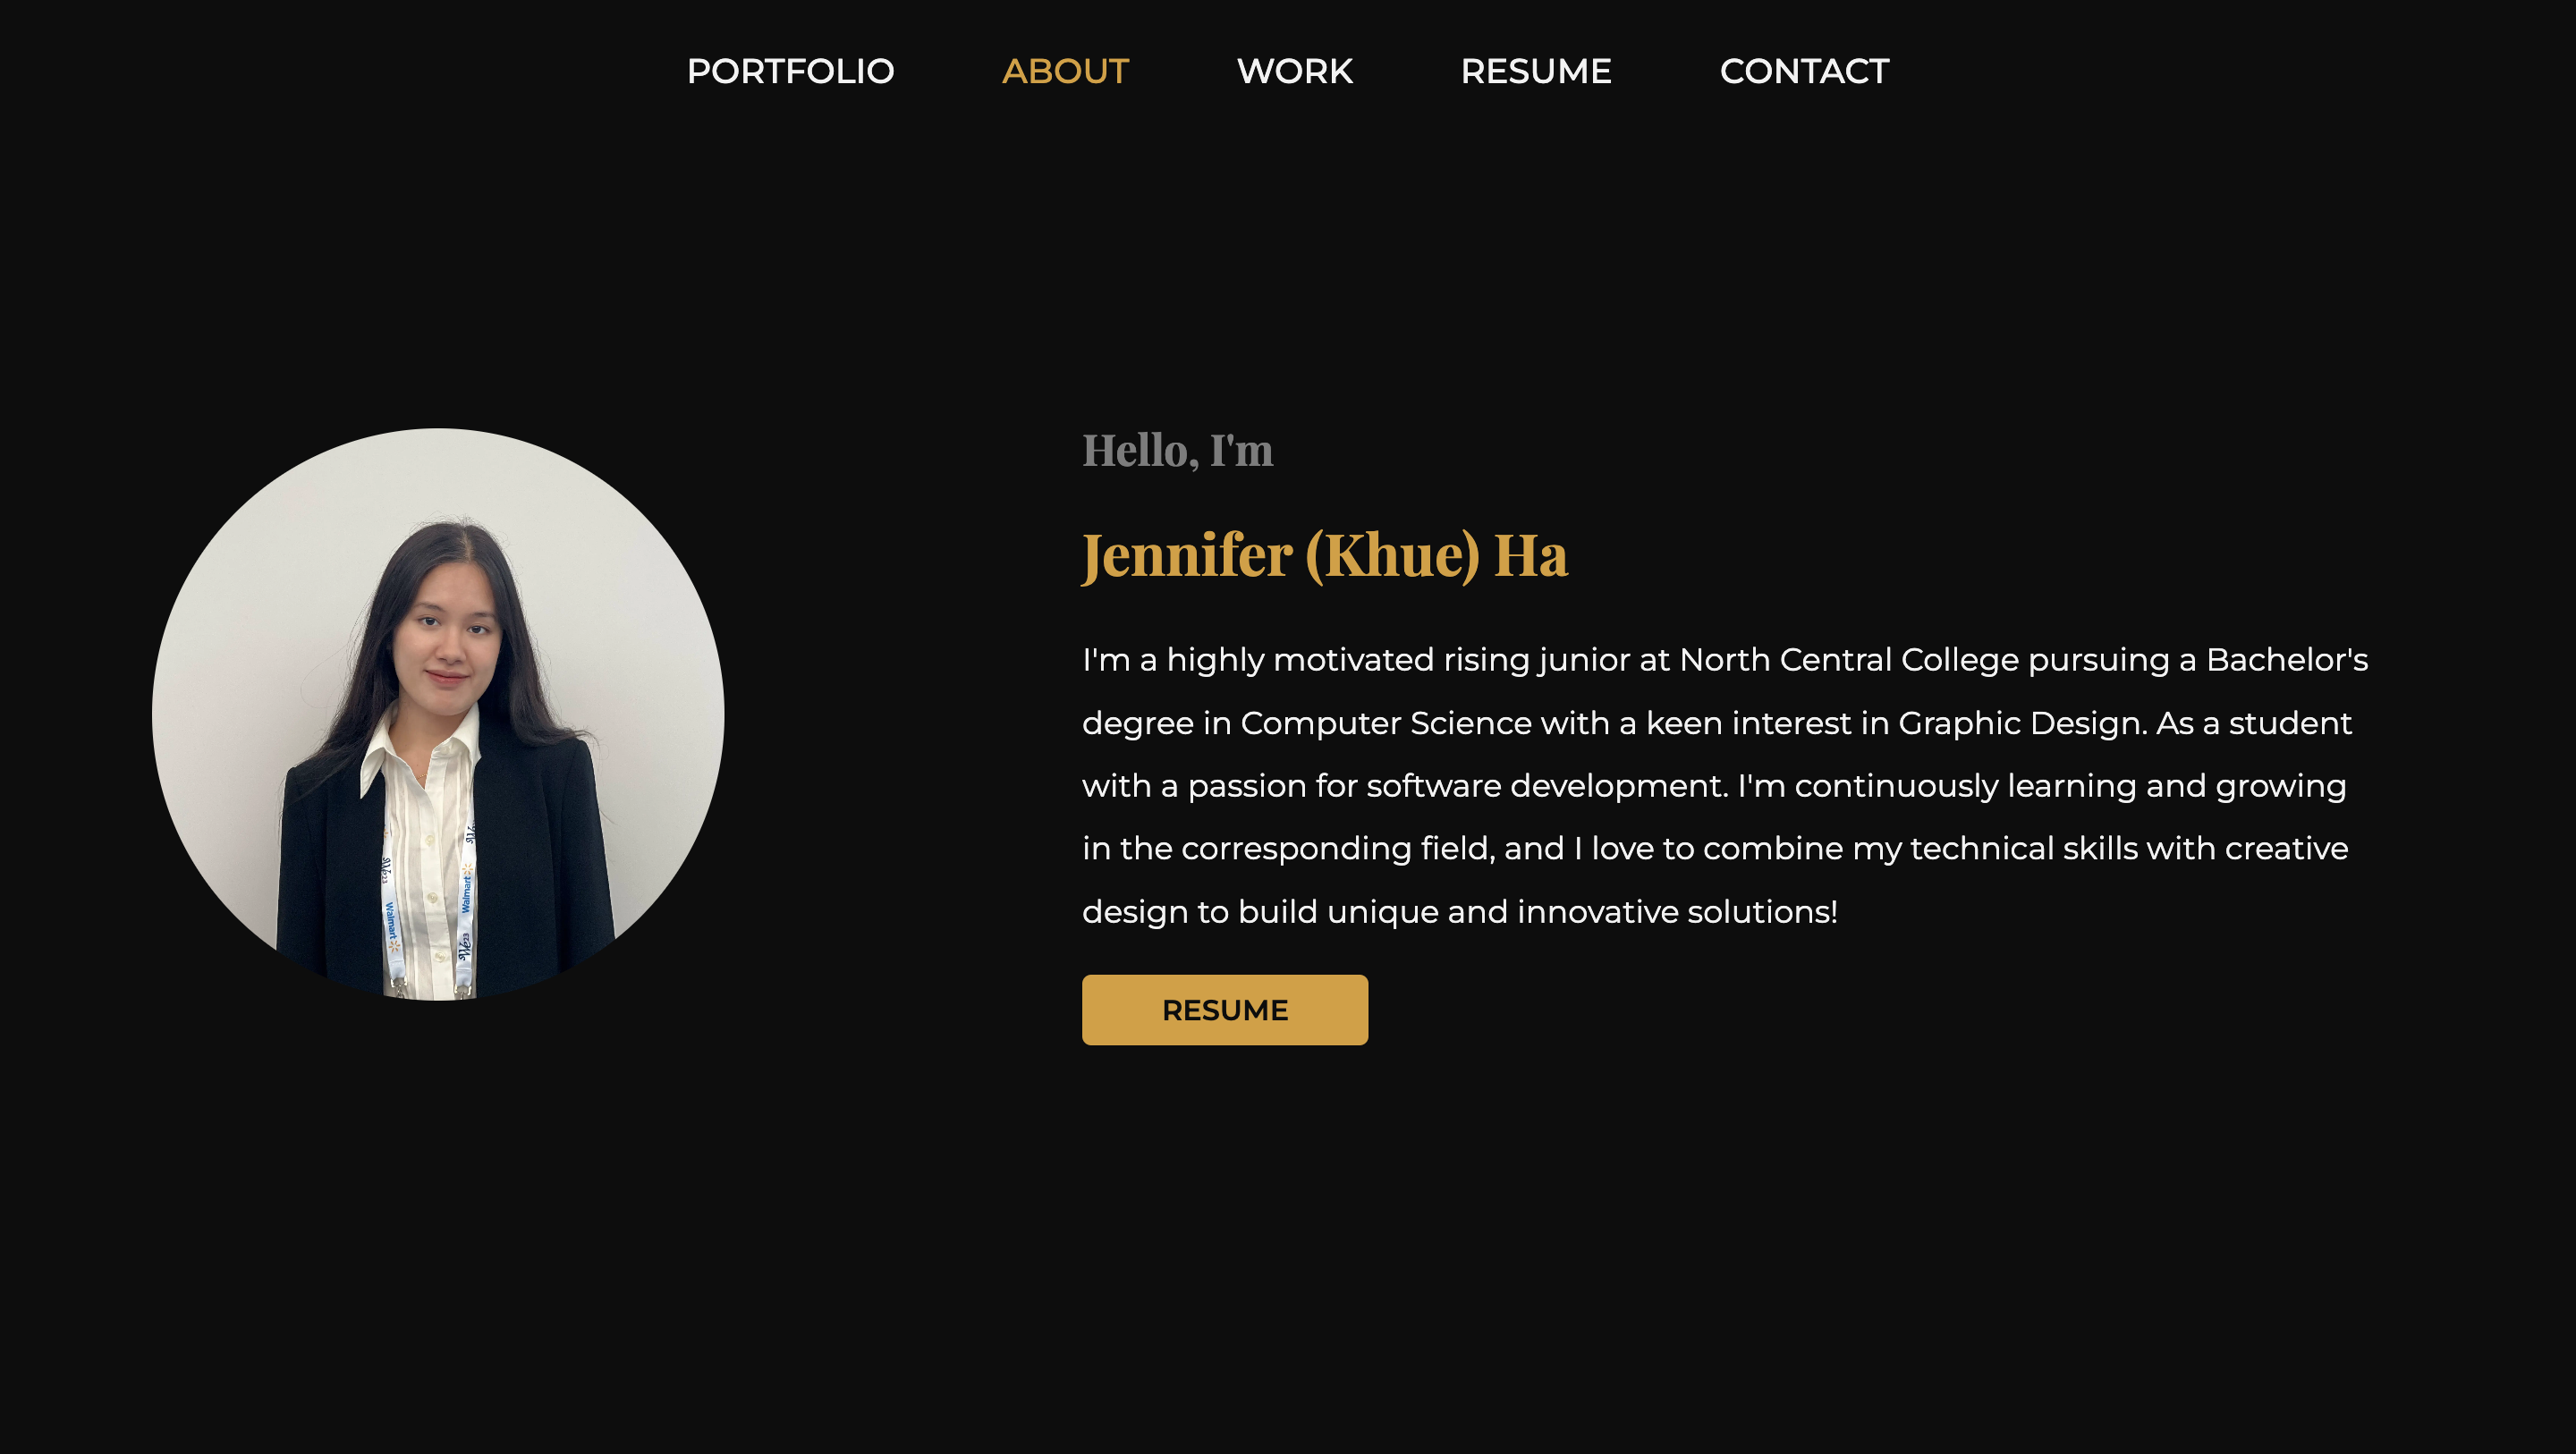 PORTFOLIO ABOUT WORK RESUME CONTACT
Hello, I'm
Jennifer (Khue) Ha
I'm a highly motivated rising junior at North Central College pursuing a Bachelor's
degree in Computer Science with a keen interest in Graphic Design. As a student
with a passion for software development. I'm continuously learning and growing
in the corresponding field, and I love to combine my technical skills with creative
design to build unique and innovative solutions!
RESUME
Walmart
Walmart